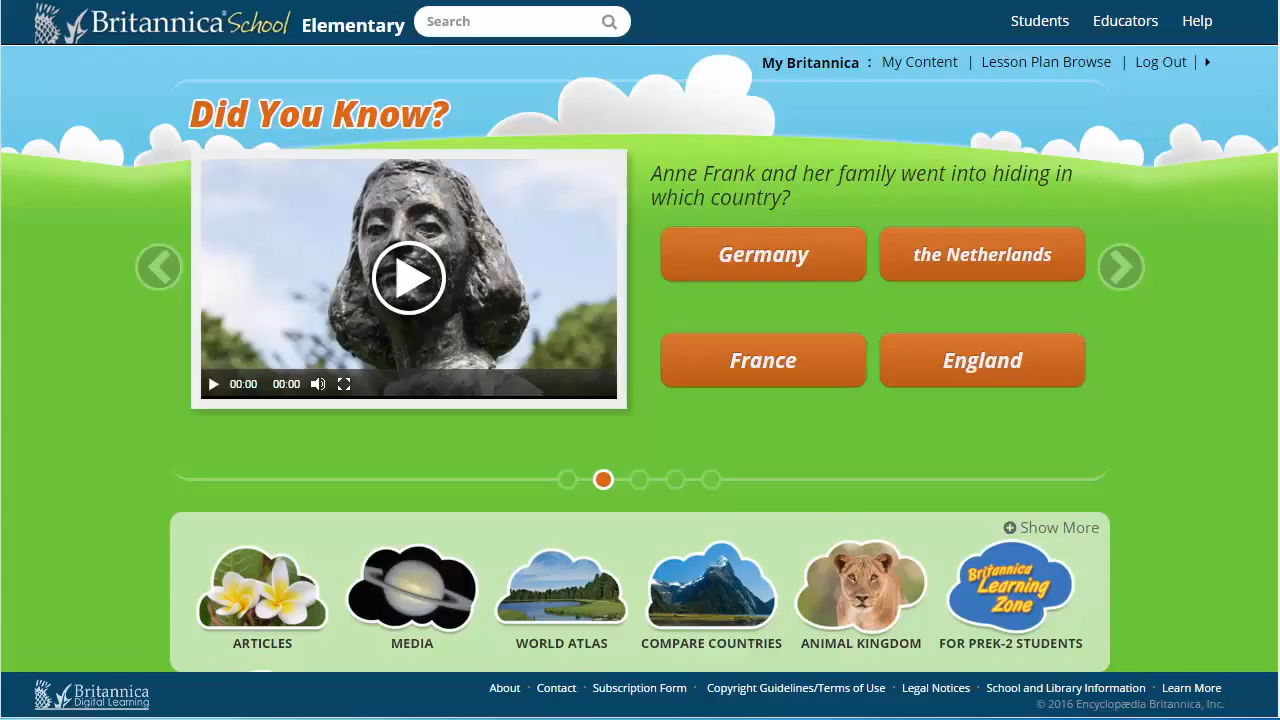 Britannica® School Elementary Search Students Educators Help
My Britannica : My Content | Lesson Plan Browse | Log Out |
Did You Know?
Anne Frank and her family went into hiding in
which country?
Germany the Netherlands
France England
00:00 00:00
Show More
Britannica
Learning
Zone
ARTICLES MEDIA WORLD ATLAS COMPARE COUNTRIES ANIMAL KINGDOM FOR PREK-2 STUDENTS
Britannica
Digital Learning
About · Contact · Subscription Form · Copyright Guidelines/Terms of Use · Legal Notices · School and Library Information · Learn More
© 2016 Encyclopædia Britannica, Inc.